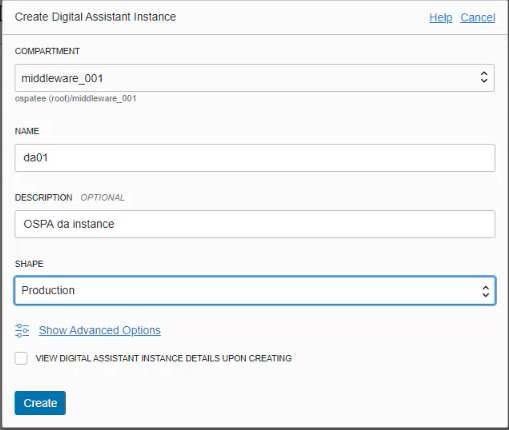 Create Digital Assistant Instance Help Cancel
COMPARTMENT
middleware_001
ospatee (root)/middleware_001
NAME
da01
DESCRIPTION OPTIONAL
OSPA da instance
SHAPE
Production
Show Advanced Options
VIEW DIGITAL ASSISTANT INSTANCE DETAILS UPON CREATING
Create